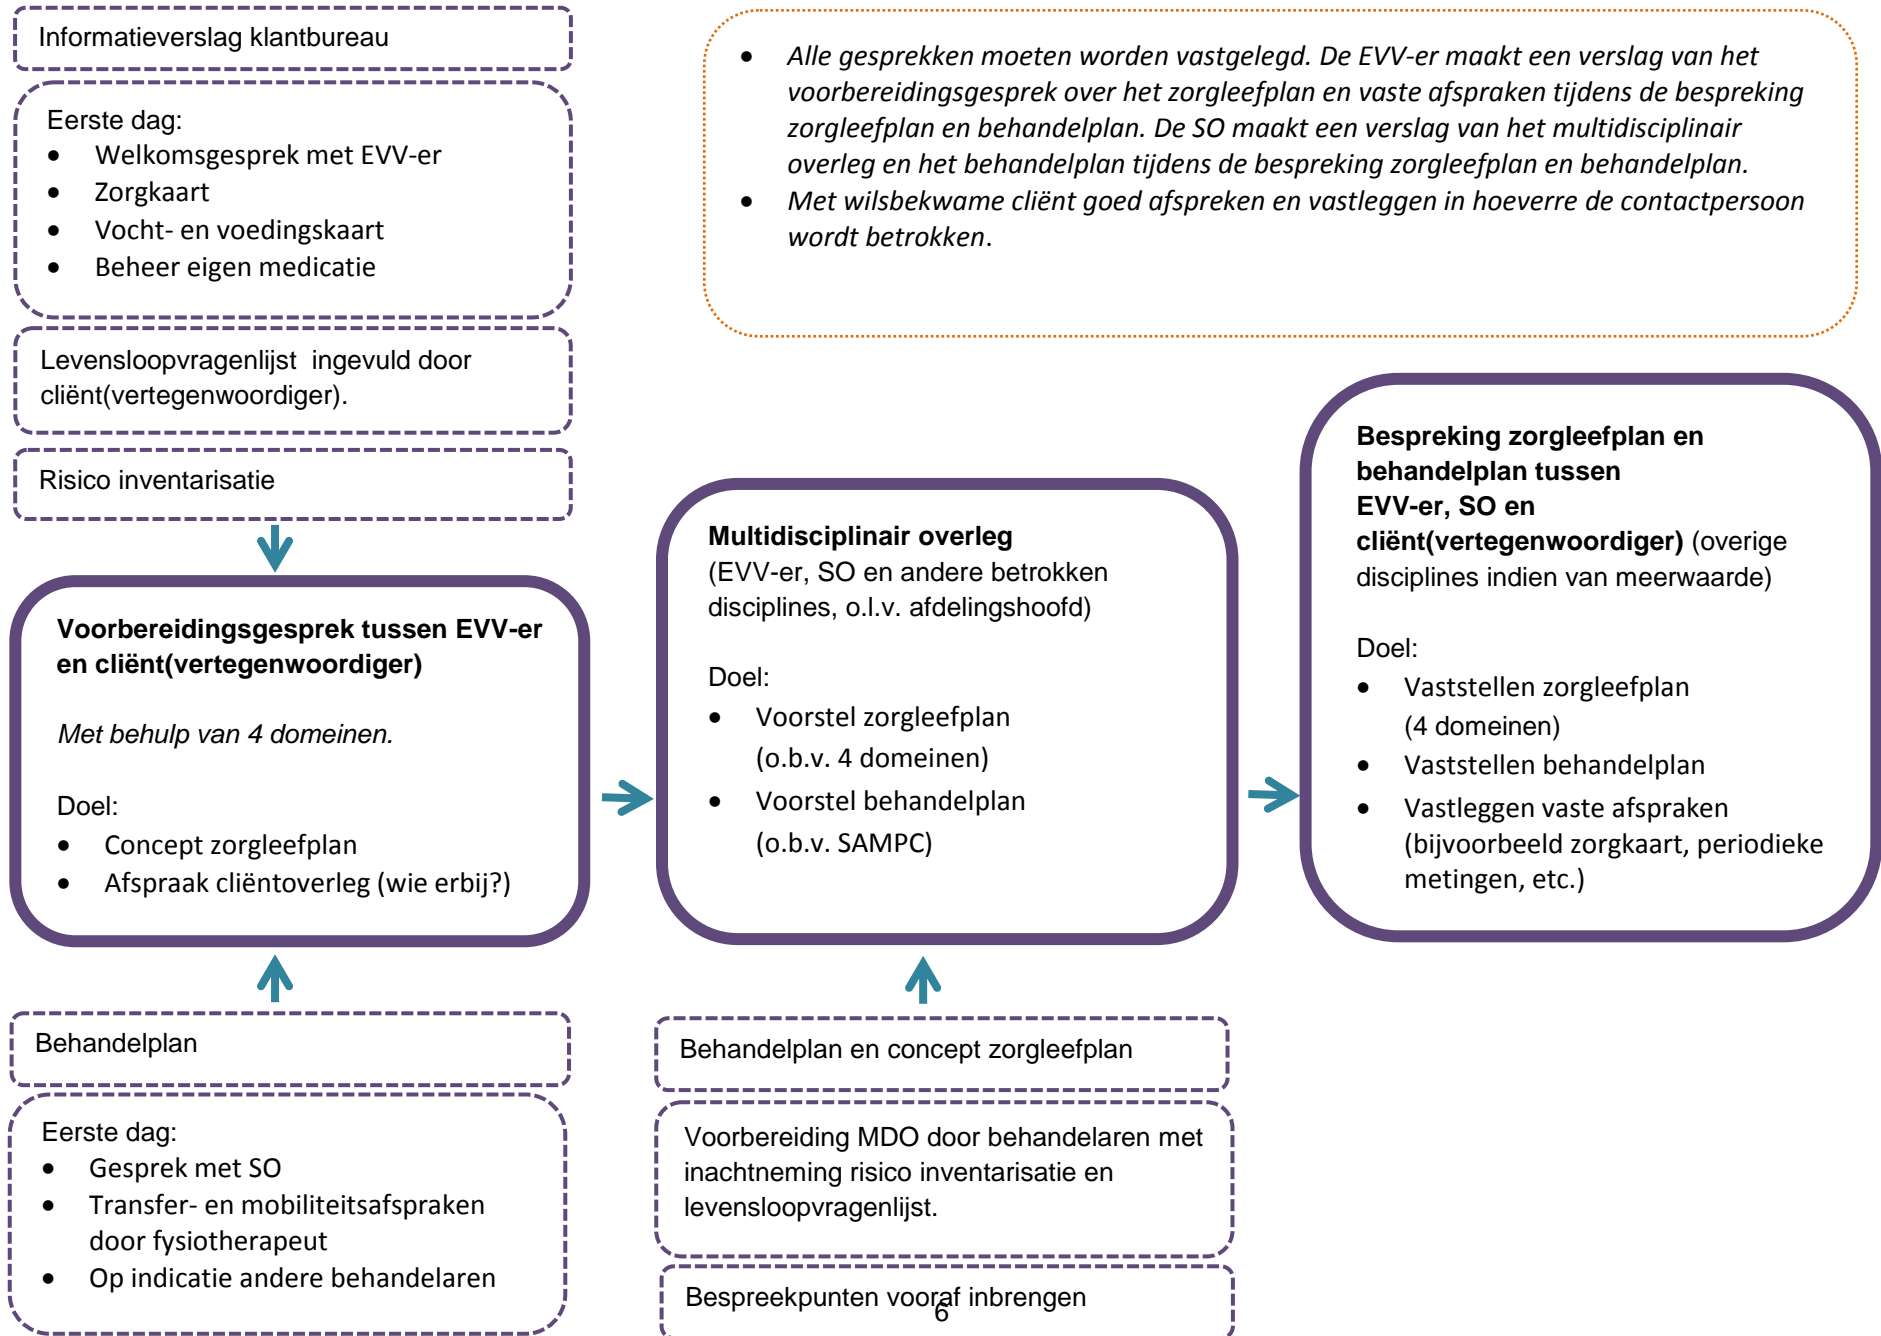 Informatieverslag klantbureau
Eerste dag:
• Welkomsgesprek met EVV-er
• Zorgkaart
• Vocht- en voedingskaart
• Beheer eigen medicatie
Levensloopvragenlijst ingevuld door
cliënt(vertegenwoordiger).
Risico inventarisatie
• Alle gesprekken moeten worden vastgelegd. De EVV-er maakt een verslag van het
voorbereidingsgesprek over het zorgleefplan en vaste afspraken tijdens de bespreking
zorgleefplan en behandelplan. De SO maakt een verslag van het multidisciplinair
overleg en het behandelplan tijdens de bespreking zorgleefplan en behandelplan.
• Met wilsbekwame cliënt goed afspreken en vastleggen in hoeverre de contactpersoon
wordt betrokken.
Voorbereidingsgesprek tussen EVV-er
en cliënt(vertegenwoordiger)
Met behulp van 4 domeinen.
Doel:
• Concept zorgleefplan
• Afspraak cliëntoverleg (wie erbij?)
Multidisciplinair overleg
(EVV-er, SO en andere betrokken
disciplines, o.l.v. afdelingshoofd)
Doel:
• Voorstel zorgleefplan
(o.b.v. 4 domeinen)
• Voorstel behandelplan
(o.b.v. SAMPC)
Bespreking zorgleefplan en
behandelplan tussen
EVV-er, SO en
cliënt(vertegenwoordiger) (overige
disciplines indien van meerwaarde)
Doel:
• Vaststellen zorgleefplan
(4 domeinen)
• Vaststellen behandelplan
• Vastleggen vaste afspraken
(bijvoorbeeld zorgkaart, periodieke
metingen, etc.)
Behandelplan
Eerste dag:
• Gesprek met SO
• Transfer- en mobiliteitsafspraken
door fysiotherapeut
• Op indicatie andere behandelaren
Behandelplan en concept zorgleefplan
Voorbereiding MDO door behandelaren met
inachtneming risico inventarisatie en
levensloopvragenlijst.
Bespreekpunten vooraf inbrengen
6